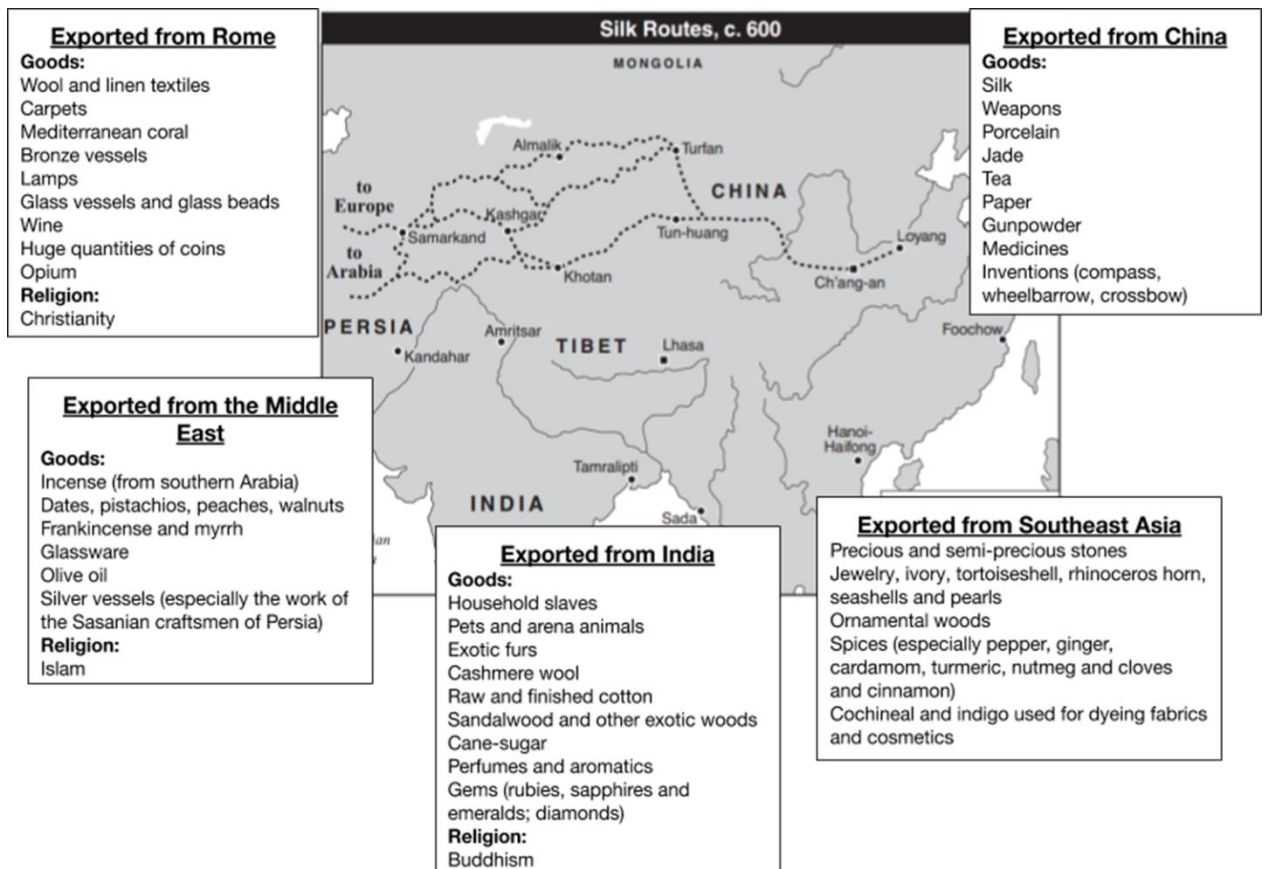 Exported from Rome
Goods:
Wool and linen textiles
Carpets
Mediterranean coral
Bronze vessels
Lamps
Glass vessels and glass beads
Wine
Huge quantities of coins
Opium
Religion:
Christianity
Silk Routes, c. 600
MONGOLIA
Almalik
Turfan
CHINA
to
Europe
Kashgar
Samarkand
Tun-huang
Loyang
to
Arabia
Khotan
Ch'ang-an
PERSIA
Amritsar
TIBET
Lhasa
Foochow
Kandahar
Hanoi-
Haifong
Tamralipti
INDIA
Sada
Exported from China
Goods:
Silk
Weapons
Porcelain
Jade
Tea
Paper
Gunpowder
Medicines
Inventions (compass,
wheelbarrow, crossbow)
Exported from the Middle
East
Goods:
Incense (from southern Arabia)
Dates, pistachios, peaches, walnuts
Frankincense and myrrh
Glassware
Olive oil
Silver vessels (especially the work of
the Sasanian craftsmen of Persia)
Religion:
Islam
Exported from India
Goods:
Household slaves
Pets and arena animals
Exotic furs
Cashmere wool
Raw and finished cotton
Sandalwood and other exotic woods
Cane-sugar
Perfumes and aromatics
Gems (rubies, sapphires and
emeralds; diamonds)
Religion:
Buddhism
Exported from Southeast Asia
Precious and semi-precious stones
Jewelry, ivory, tortoiseshell, rhinoceros horn,
seashells and pearls
Ornamental woods
Spices (especially pepper, ginger,
cardamom, turmeric, nutmeg and cloves
and cinnamon)
Cochineal and indigo used for dyeing fabrics
and cosmetics